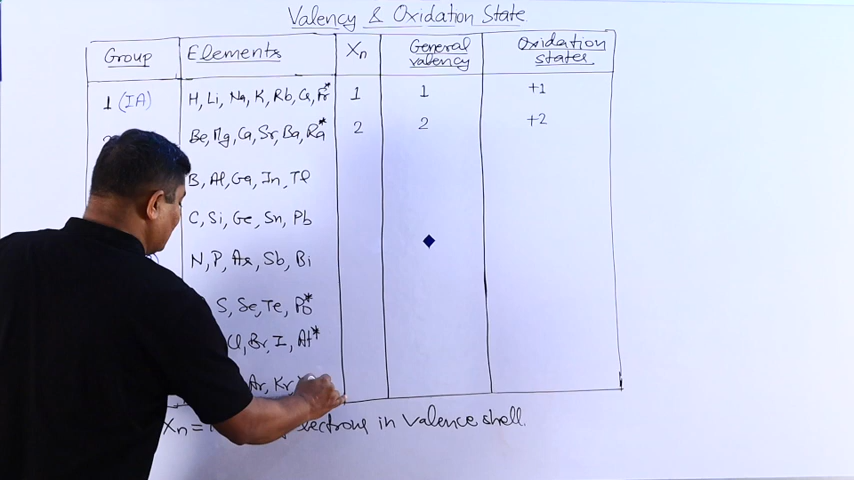 Valency & Oxidation State
Group Elements Xn General valency Oxidation states
1 (IA) H, Li, Na, K, Rb, Cs, Fr* 1 1 +1
Be, Mg, Ca, Sr, Ba, Ra* 2 2 +2
B, Al, Ga, In, Tl
C, Si, Ge, Sn, Pb
N, P, As, Sb, Bi
S, Se, Te, Po*
Cl, Br, I, At*
Ar, Kr,
Xn = electrons in valence shell.